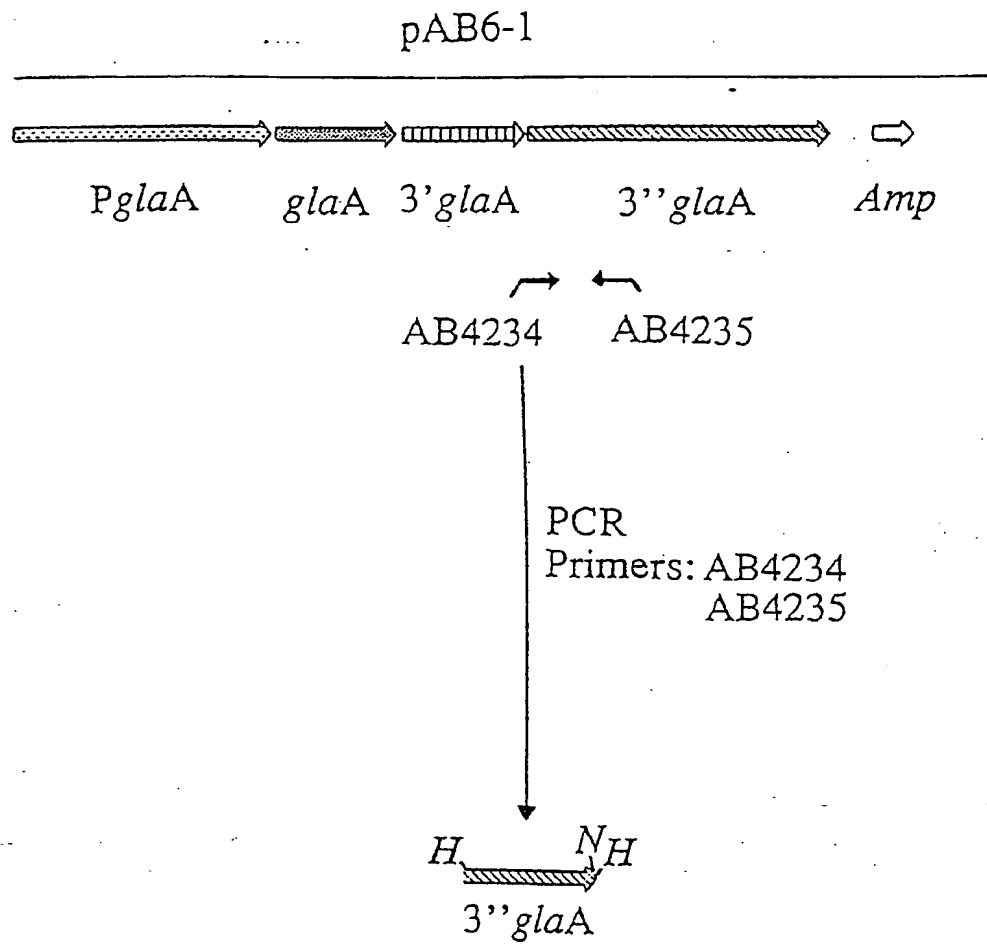 pAB6-1
PglaA glaA 3'glaA 3''glaA Amp
AB4234 AB4235
PCR
Primers: AB4234
AB4235
H N H
3''glaA